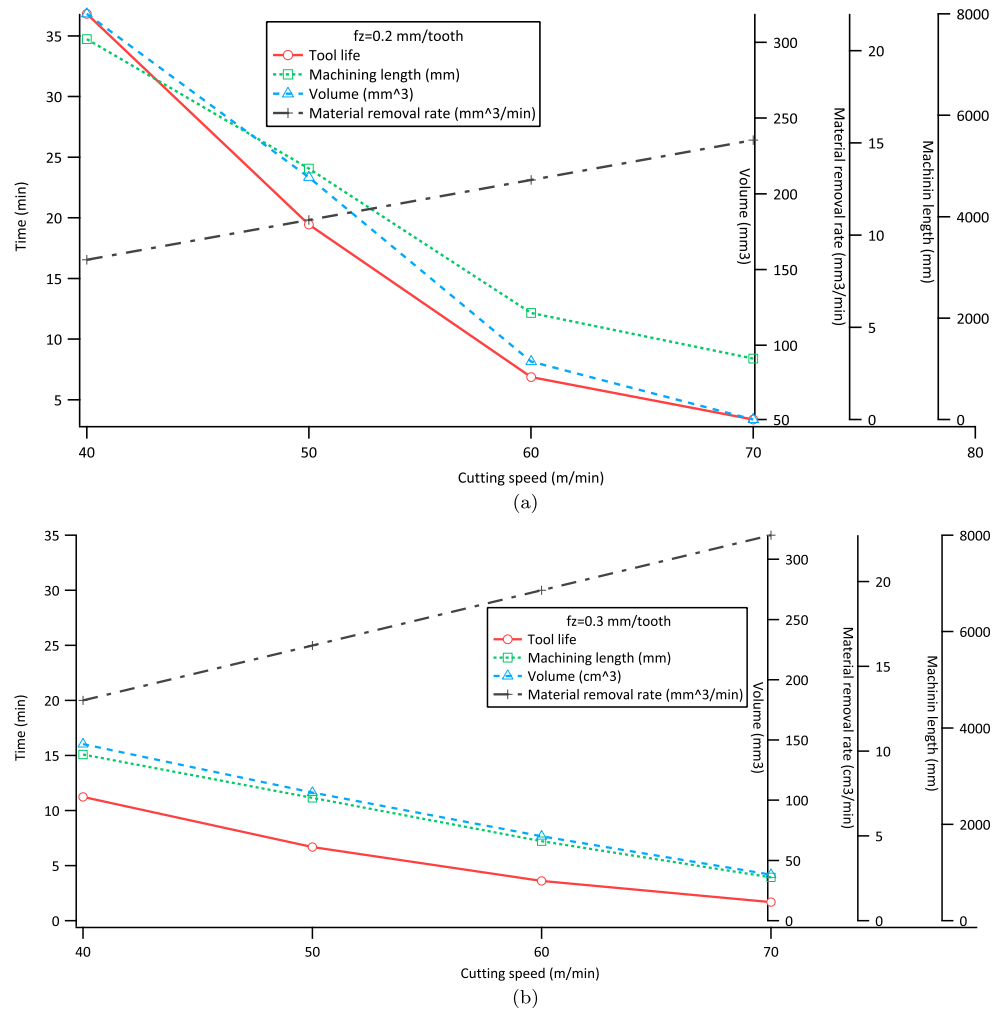 fz=0.2 mm/tooth
Tool life
Machining length (mm)
Volume (mm^3)
Material removal rate (mm^3/min)
Time (min)
35
30
25
20
15
10
5
Volume (mm3)
300
250
200
150
100
50
Material removal rate (mm3/min)
20
15
10
5
0
Machinin length (mm)
8000
6000
4000
2000
0
40 50 60 70 80
Cutting speed (m/min)
(a)
fz=0.3 mm/tooth
Tool life
Machining length (mm)
Volume (cm^3)
Material removal rate (mm^3/min)
Time (min)
35
30
25
20
15
10
5
0
Volume (mm3)
300
250
200
150
100
50
0
Material removal rate (cm3/min)
20
15
10
5
0
Machinin length (mm)
8000
6000
4000
2000
0
40 50 60 70
Cutting speed (m/min)
(b)